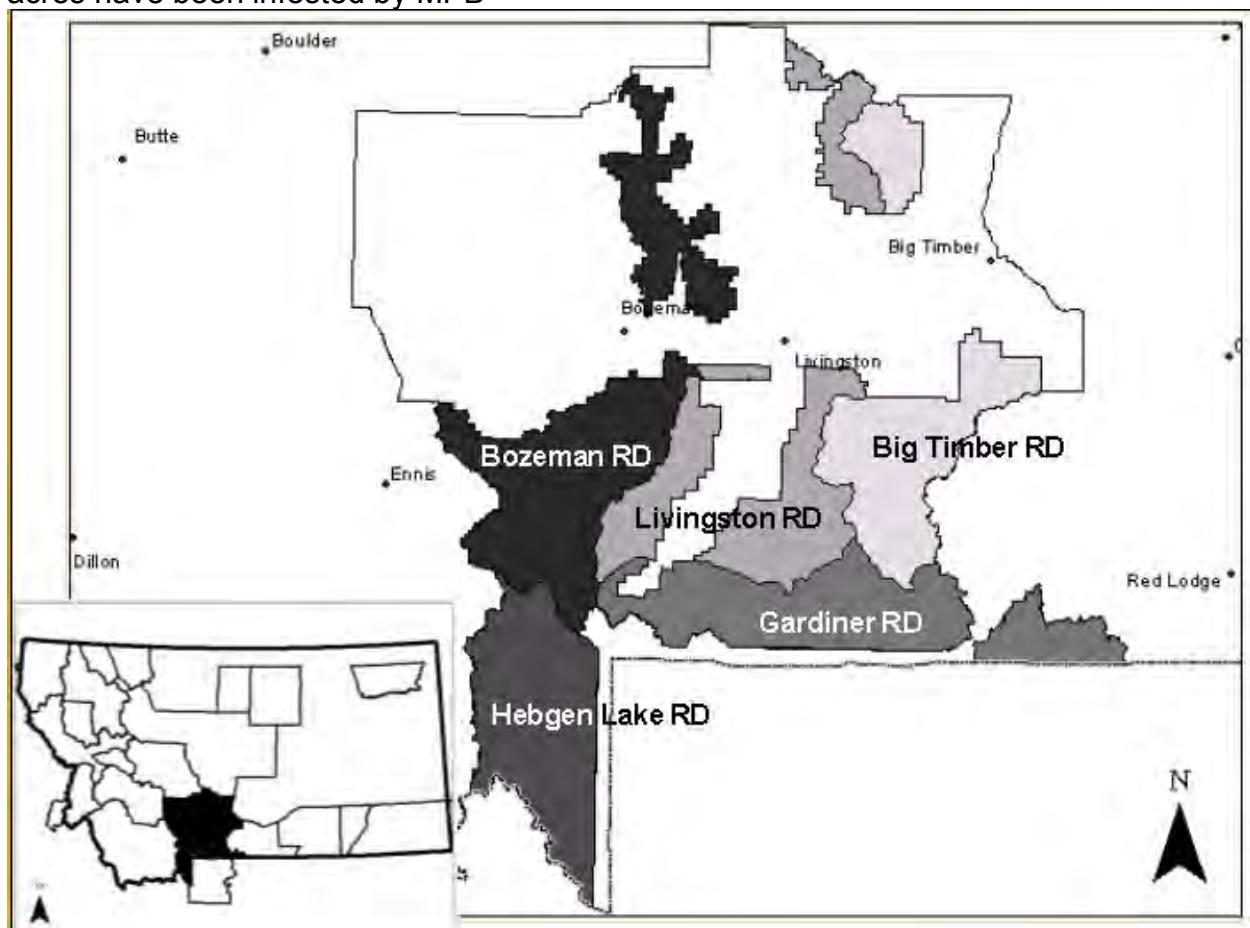 acres have been infested by MPB
Boulder
Butte
Big Timber
Bozema
Livingston
Bozeman RD
Big Timber RD
Ennis
Livingston RD
Dillon
Red Lodge
Gardiner RD
Hebgen Lake RD
N